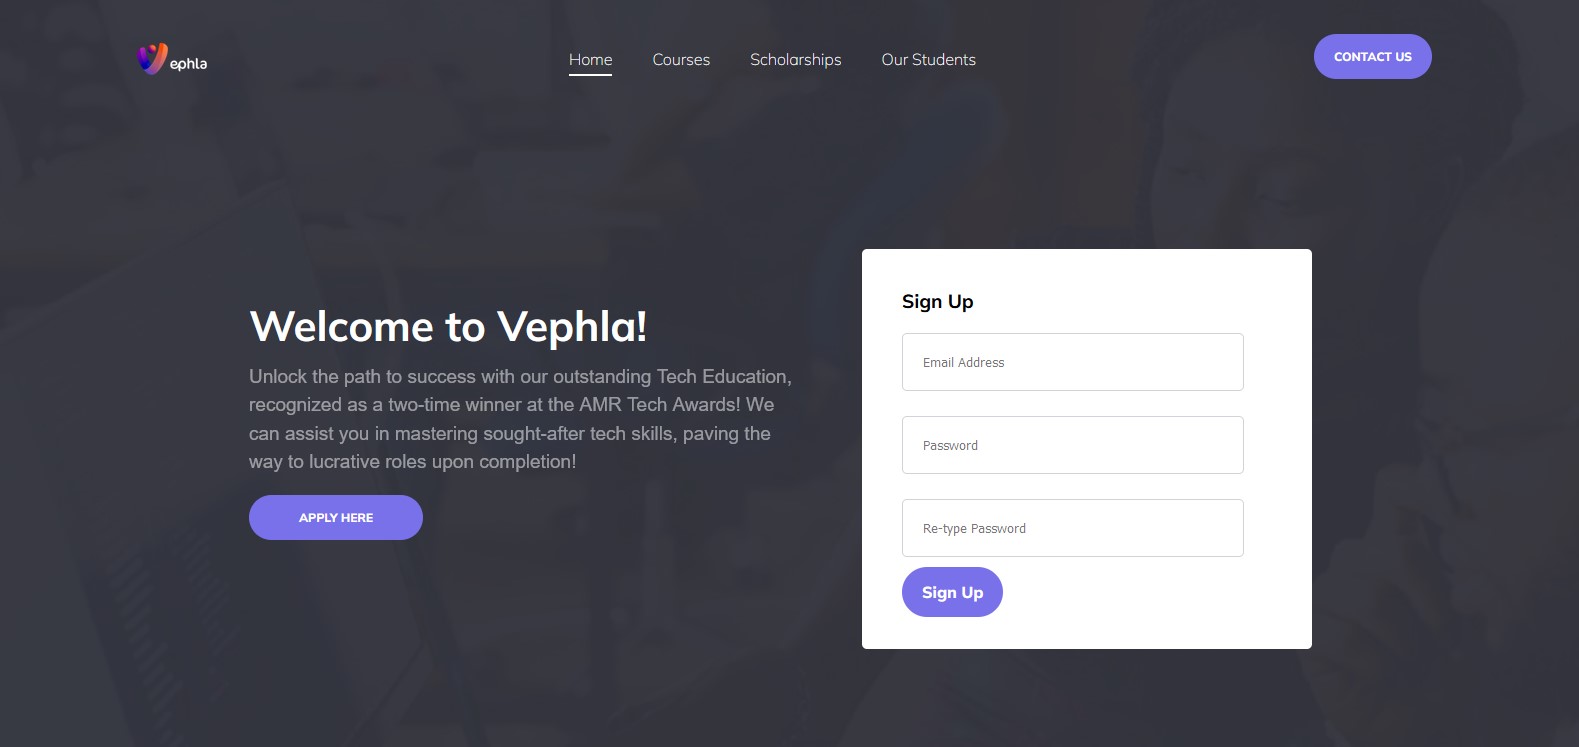 ephla
Home
Courses
Scholarships
Our Students
CONTACT US
Welcome to Vephla!
Unlock the path to success with our outstanding Tech Education,
recognized as a two-time winner at the AMR Tech Awards! We
can assist you in mastering sought-after tech skills, paving the
way to lucrative roles upon completion!
APPLY HERE
Sign Up
Email Address
Password
Re-type Password
Sign Up